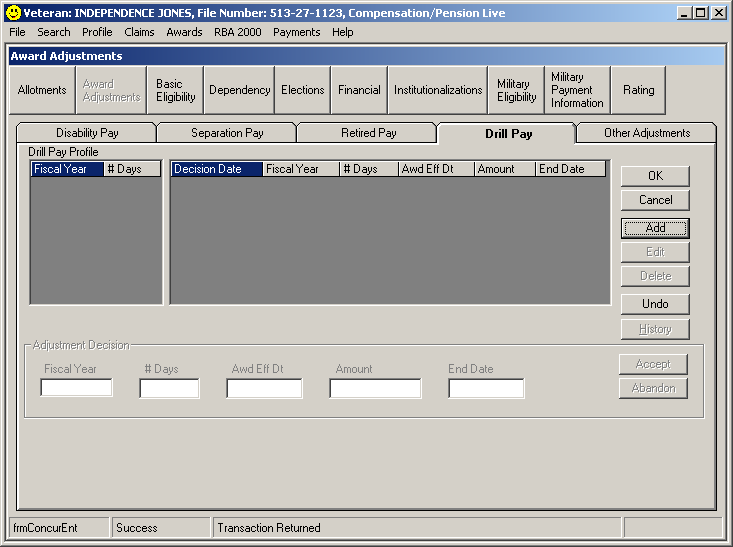 Veteran: INDEPENDENCE JONES, File Number: 513-27-1123, Compensation/Pension Live
File Search Profile Claims Awards RBA 2000 Payments Help
Award Adjustments
Allotments
Award Adjustments
Basic Eligibility
Dependency
Elections
Financial
Institutionalizations
Military Eligibility
Military Payment Information
Rating
Disability Pay Separation Pay Retired Pay Drill Pay Other Adjustments
Drill Pay Profile
Fiscal Year # Days
Decision Date Fiscal Year # Days Awd Eff Dt Amount End Date
OK
Cancel
Add
Edit
Delete
Undo
History
Adjustment Decision
Fiscal Year # Days Awd Eff Dt Amount End Date
Accept
Abandon
frmConcurEnt Success Transaction Returned